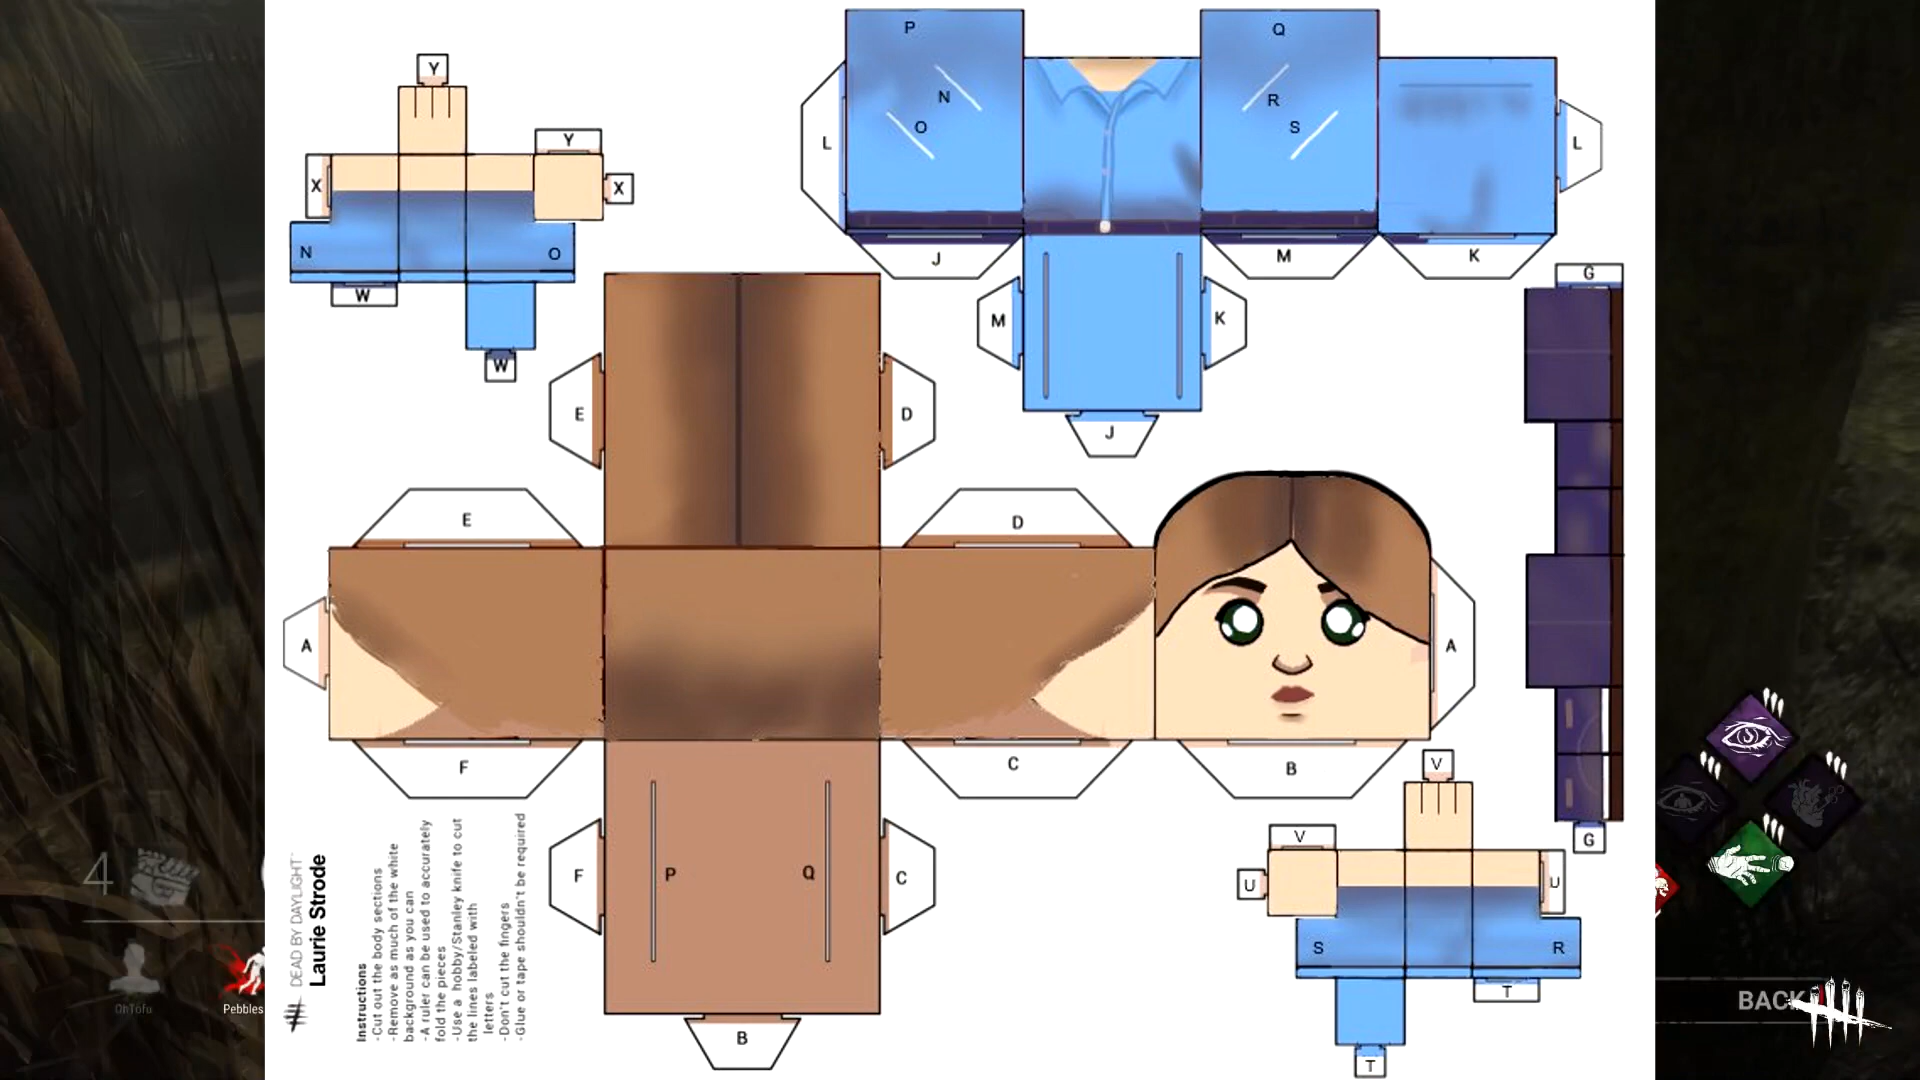 Y
Y
X
X
N
O
W
W
P
N
O
Q
R
S
L
L
J
M
K
M
K
J
G
E
D
E
D
A
A
F
C
B
V
F
P
Q
C
G
V
U
U
S
R
T
B
T
DEAD BY DAYLIGHT™
Laurie Strode
Instructions
-Cut out the body sections
-Remove as much of the white
background as you can
-A ruler can be used to accurately
fold the pieces
-Use a hobby/Stanley knife to cut
the lines labeled with
letters
-Don't cut the fingers
-Glue or tape shouldn't be required
4
OhTofu
Pebbles
BACK